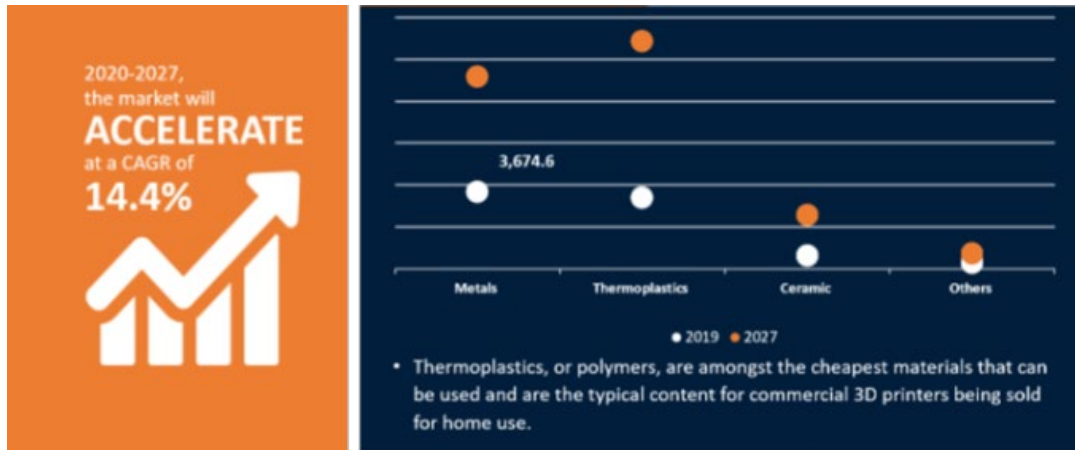 2020-2027,
the market will
ACCELERATE
at a CAGR of
14.4%
3,674.6
Metals
Thermoplastics
Ceramic
Others
2019
2027
• Thermoplastics, or polymers, are amongst the cheapest materials that can
be used and are the typical content for commercial 3D printers being sold
for home use.